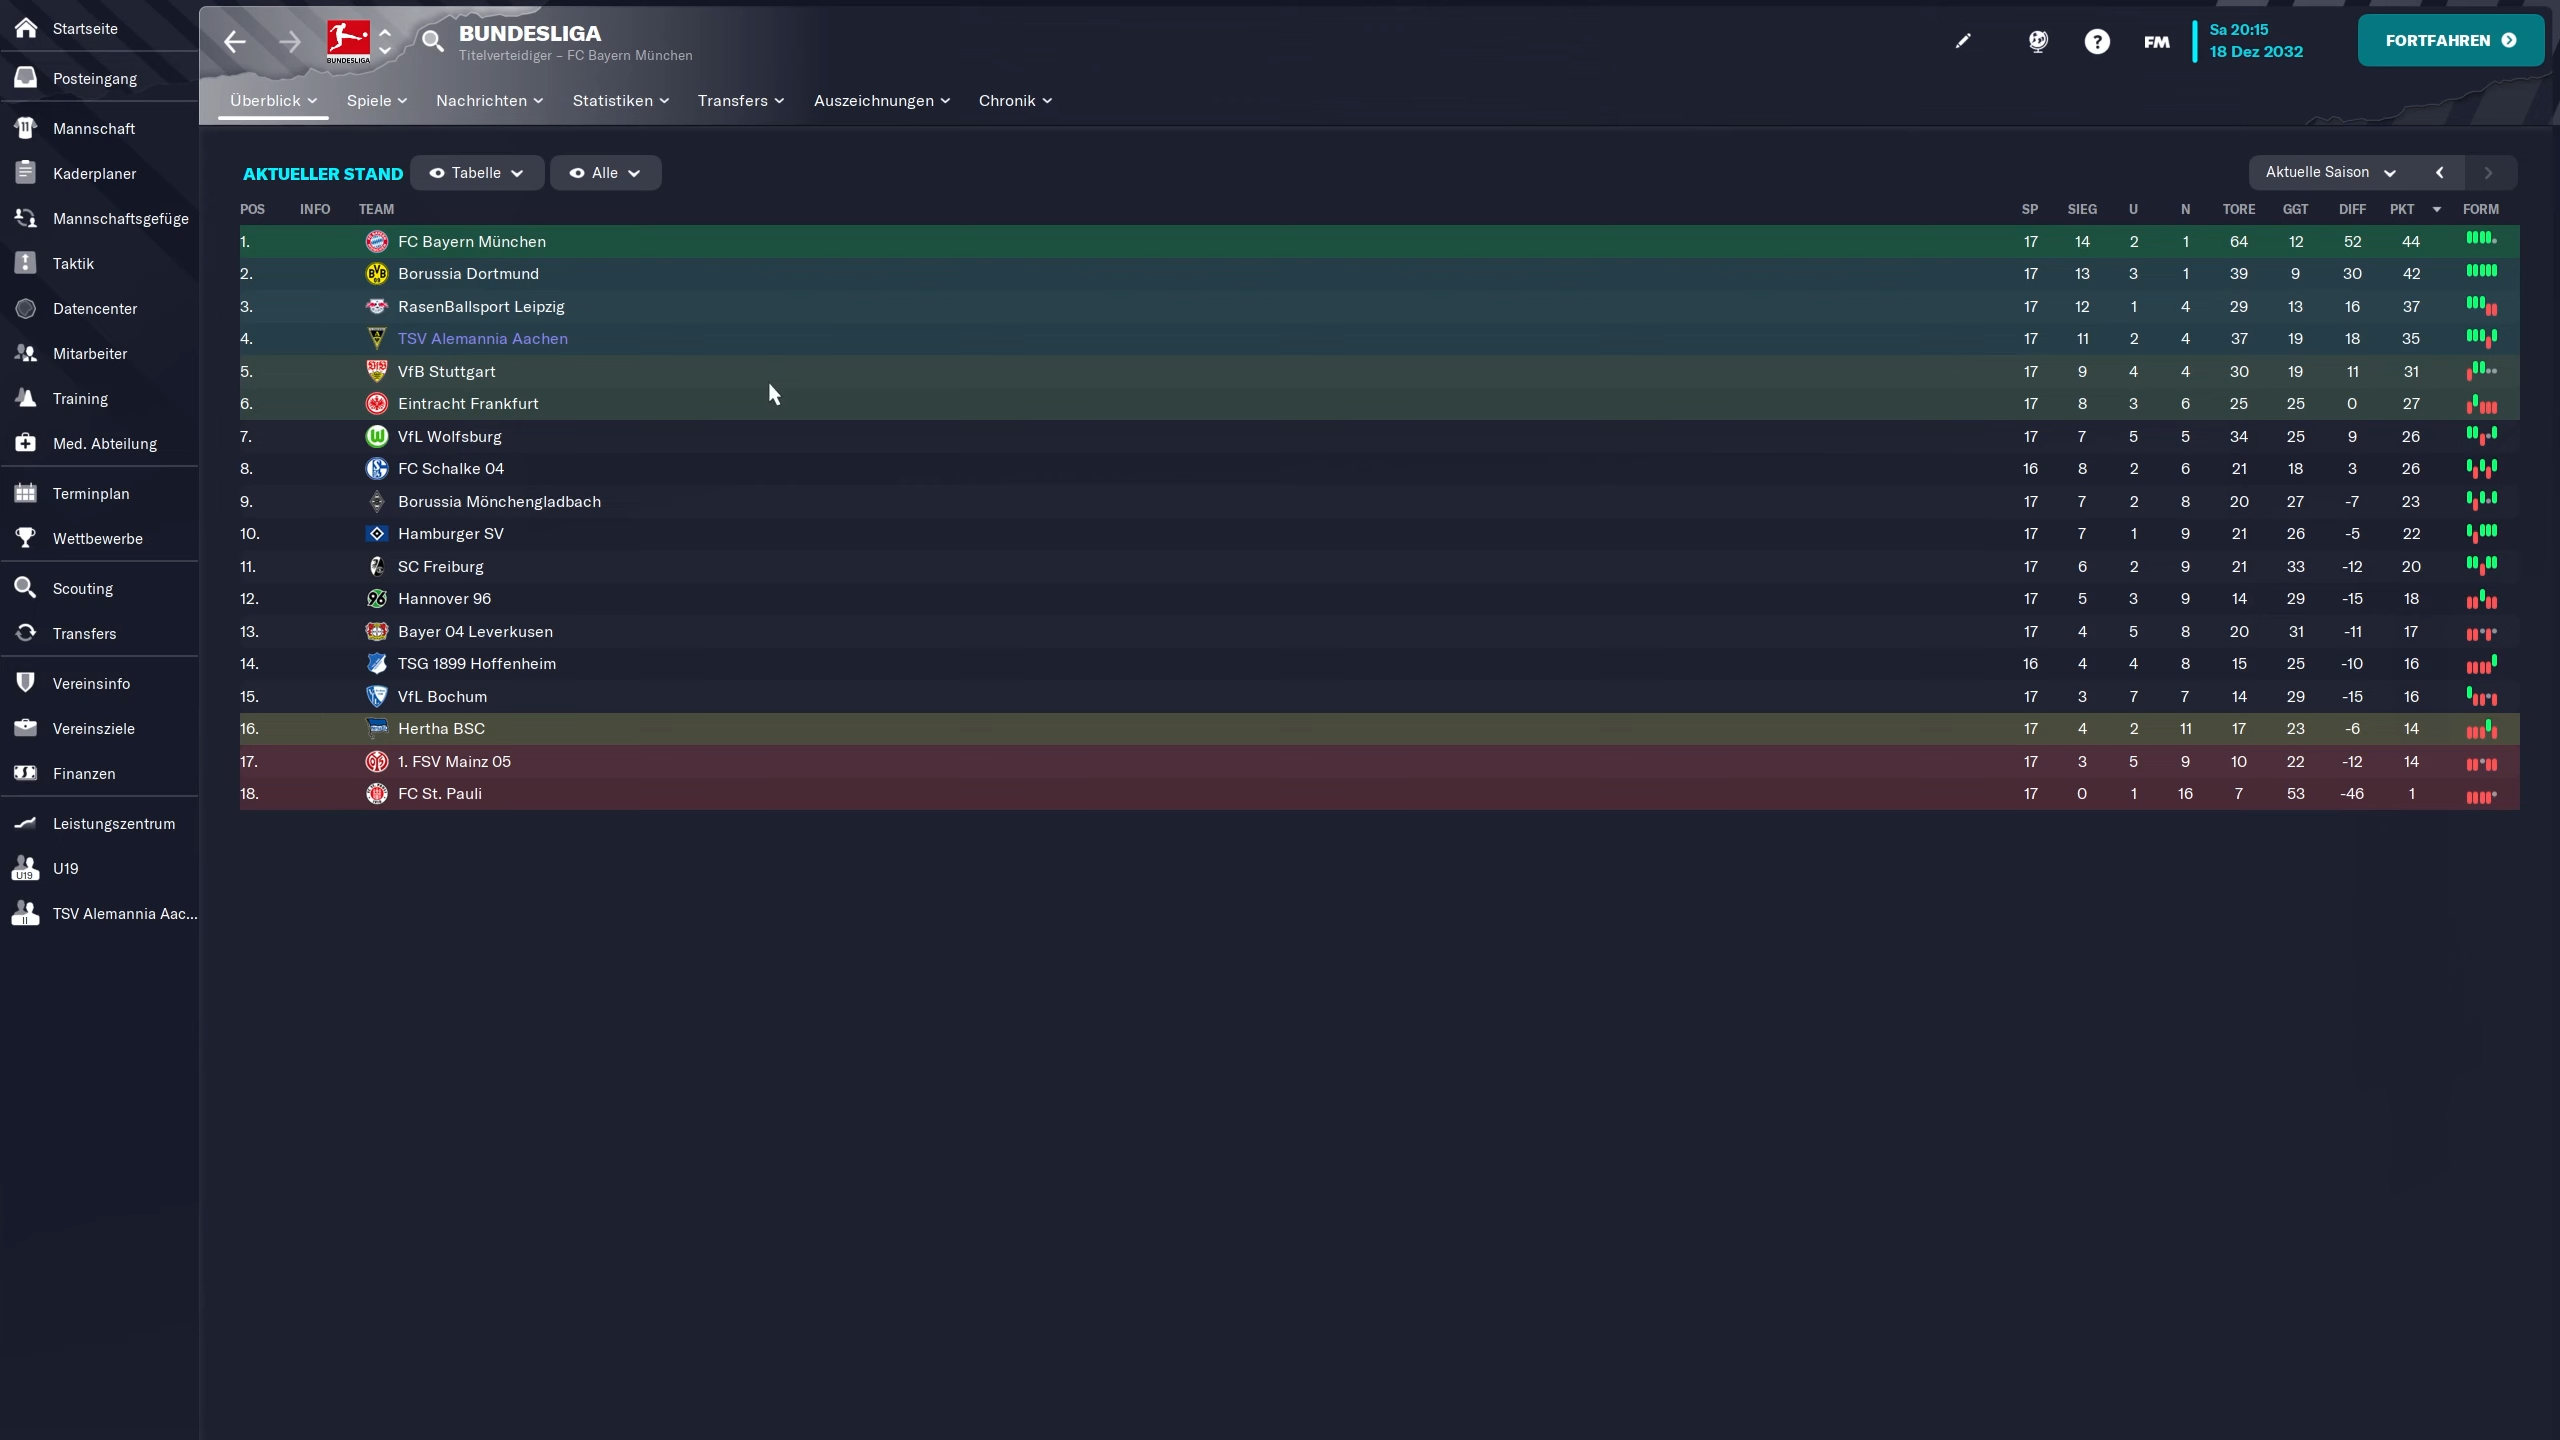 Startseite
Posteingang
Mannschaft
Kaderplaner
Mannschaftsgefüge
Taktik
Datencenter
Mitarbeiter
Training
Med. Abteilung
Terminplan
Wettbewerbe
Scouting
Transfers
Vereinsinfo
Vereinsziele
Finanzen
Leistungszentrum
U19
U19
TSV Alemannia Aac...
II
BUNDESLIGA
BUNDESLIGA
Titelverteidiger – FC Bayern München
FM
Sa 20:15
18 Dez 2032
FORTFAHREN
Überblick Spiele Nachrichten Statistiken Transfers Auszeichnungen Chronik
AKTUELLER STAND Tabelle Alle Aktuelle Saison
POS INFO TEAM SP SIEG U N TORE GGT DIFF PKT FORM
1. FC Bayern München 17 14 2 1 64 12 52 44
2. Borussia Dortmund 17 13 3 1 39 9 30 42
3. RasenBallsport Leipzig 17 12 1 4 29 13 16 37
4. TSV Alemannia Aachen 17 11 2 4 37 19 18 35
5. VfB Stuttgart 17 9 4 4 30 19 11 31
6. Eintracht Frankfurt 17 8 3 6 25 25 0 27
7. VfL Wolfsburg 17 7 5 5 34 25 9 26
8. FC Schalke 04 16 8 2 6 21 18 3 26
9. Borussia Mönchengladbach 17 7 2 8 20 27 -7 23
10. Hamburger SV 17 7 1 9 21 26 -5 22
11. SC Freiburg 17 6 2 9 21 33 -12 20
12. Hannover 96 17 5 3 9 14 29 -15 18
13. Bayer 04 Leverkusen 17 4 5 8 20 31 -11 17
14. TSG 1899 Hoffenheim 16 4 4 8 15 25 -10 16
15. VfL Bochum 17 3 7 7 14 29 -15 16
16. Hertha BSC 17 4 2 11 17 23 -6 14
17. 1. FSV Mainz 05 17 3 5 9 10 22 -12 14
18. FC St. Pauli 17 0 1 16 7 53 -46 1